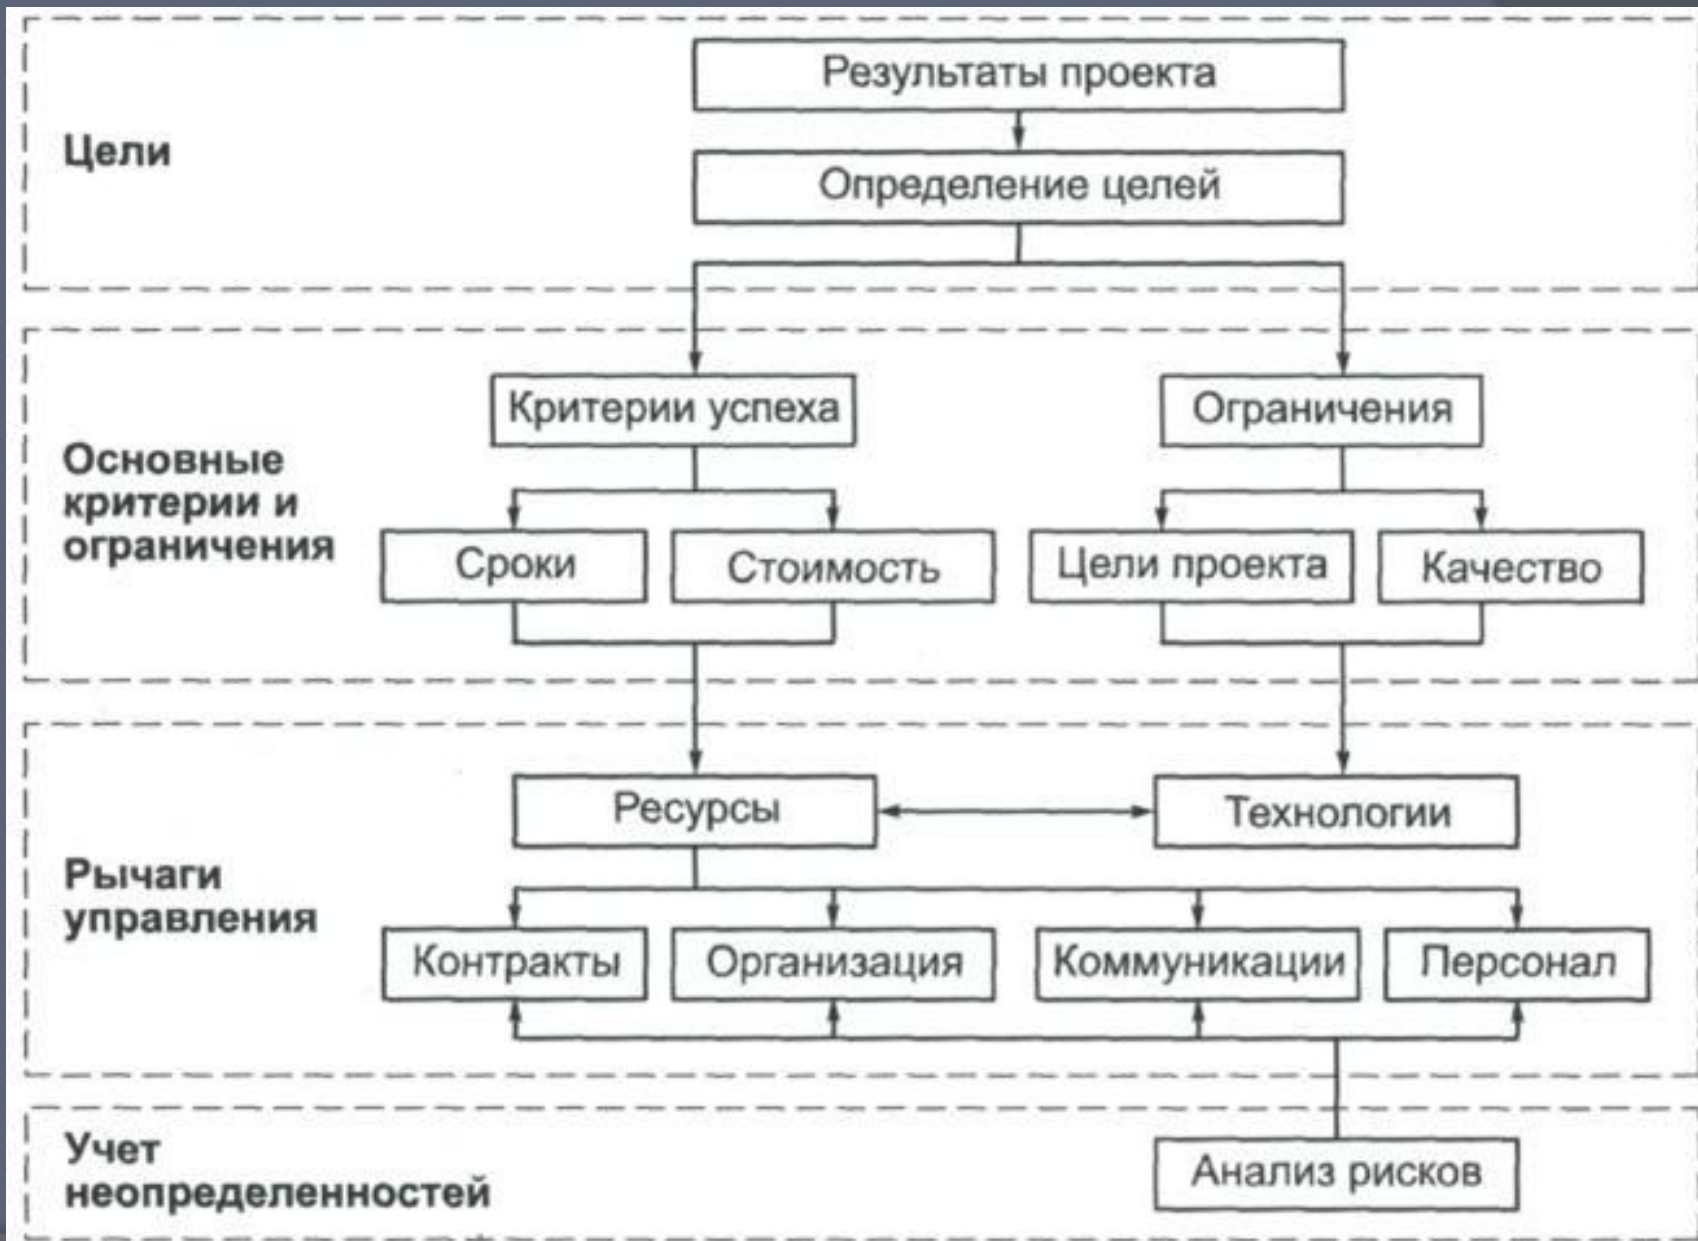 Результаты проекта
Цели
Определение целей
Критерии успеха
Ограничения
Основные
критерии и
ограничения
Сроки
Стоимость
Цели проекта
Качество
Ресурсы
Технологии
Рычаги
управления
Контракты
Организация
Коммуникации
Персонал
Учет
неопределенностей
Анализ рисков